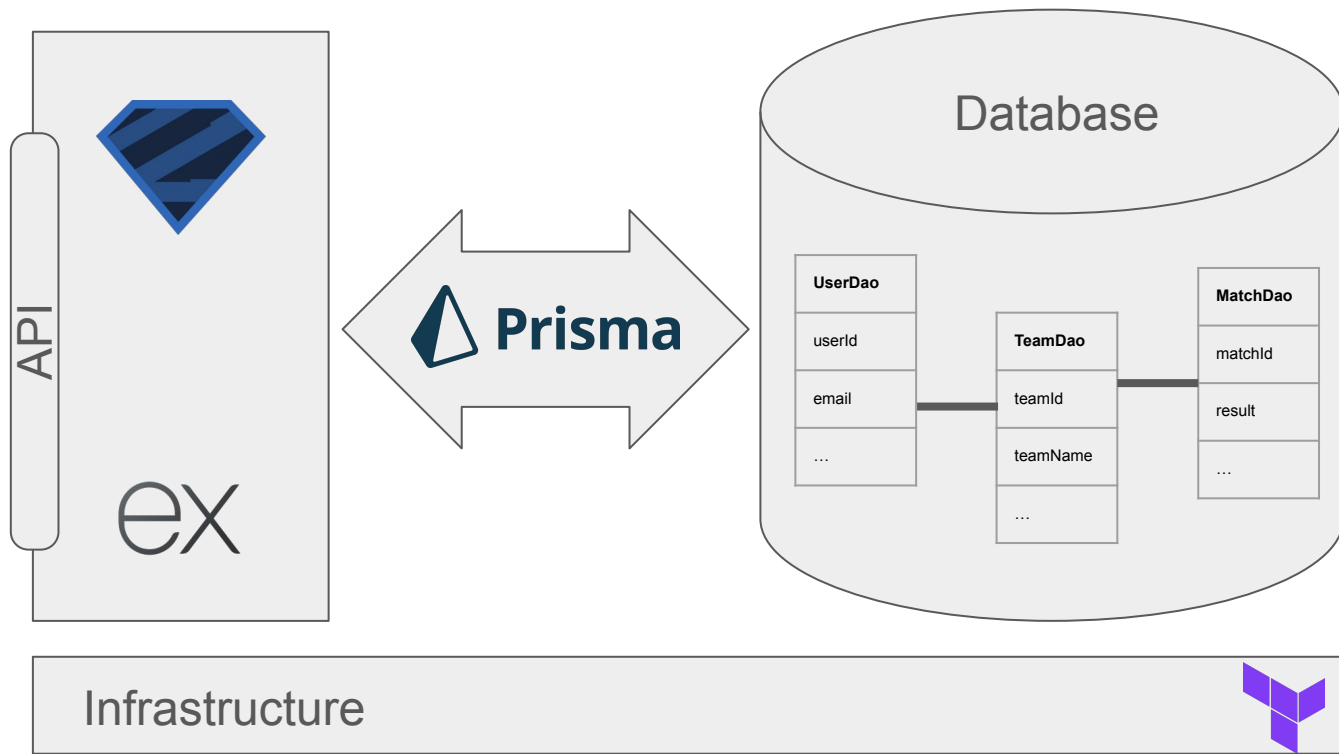 API
ex
Prisma
Database
UserDao
userId
email
…
TeamDao
teamId
teamName
…
MatchDao
matchId
result
…
Infrastructure